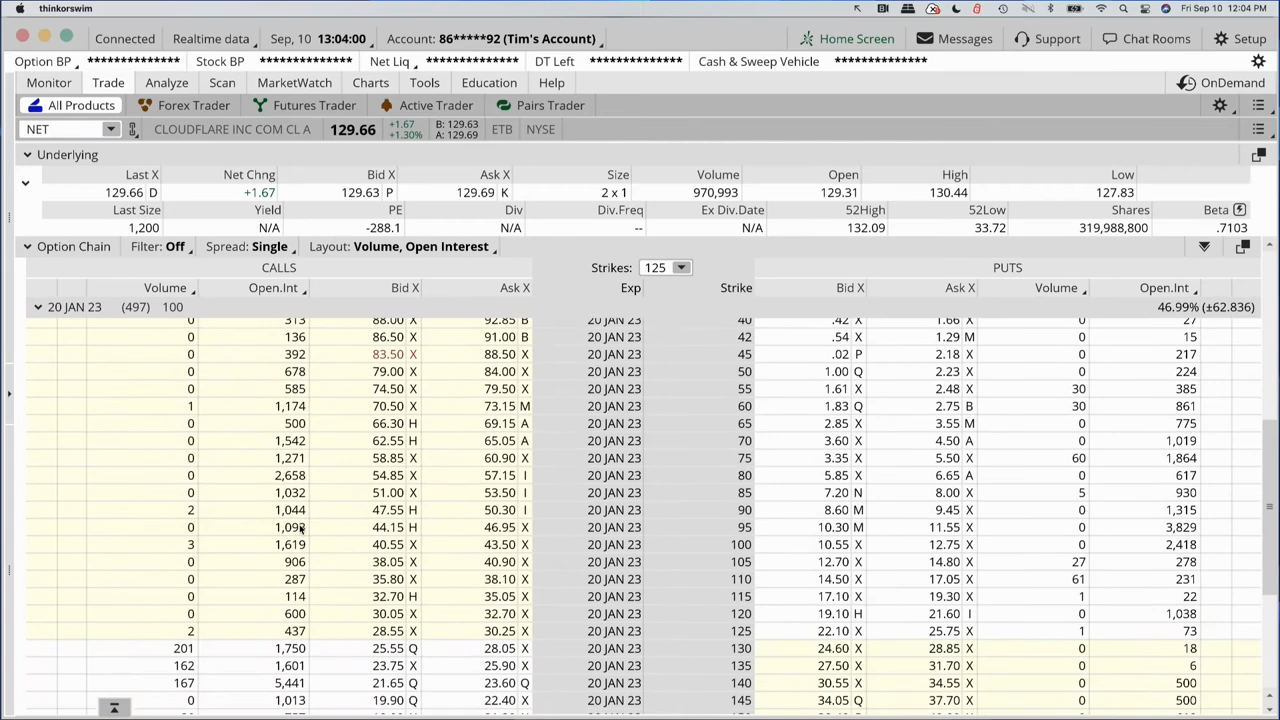 thinkorswim Fri Sep 10 12:04 PM
Connected Realtime data Sep, 10 13:04:00 Account: 86*****92 (Tim's Account) Home Screen Messages Support Chat Rooms Setup
Option BP ************** Stock BP ************** Net Liq ************** DT Left ************** Cash & Sweep Vehicle **************
Monitor Trade Analyze Scan MarketWatch Charts Tools Education Help OnDemand
All Products Forex Trader Futures Trader Active Trader Pairs Trader
NET CLOUDFLARE INC COM CL A 129.66 +1.67 +1.30% B: 129.63 A: 129.69 ETB NYSE
Underlying
Last X Net Chng Bid X Ask X Size Volume Open High Low
129.66 D +1.67 129.63 P 129.69 K 2 x 1 970,993 129.31 130.44 127.83
Last Size Yield PE Div Div.Freq Ex Div.Date 52High 52Low Shares Beta
1,200 N/A -288.1 N/A -- N/A 132.09 33.72 319,988,800 .7103
Option Chain Filter: Off Spread: Single Layout: Volume, Open Interest
CALLS Strikes: 125 PUTS
Volume Open.Int Bid X Ask X Exp Strike Bid X Ask X Volume Open.Int
20 JAN 23 (497) 100 46.99% (±62.836)
0 313 88.00 X 92.85 B 20 JAN 23 40 .42 X 1.66 X 0 27
0 136 86.50 X 91.00 B 20 JAN 23 42 .54 X 1.29 M 0 15
0 392 83.50 X 88.50 X 20 JAN 23 45 .02 P 2.18 X 0 217
0 678 79.00 X 84.00 X 20 JAN 23 50 1.00 Q 2.23 X 0 224
0 585 74.50 X 79.50 X 20 JAN 23 55 1.61 X 2.48 X 30 385
1 1,174 70.50 X 73.15 M 20 JAN 23 60 1.83 Q 2.75 B 30 861
0 500 66.30 H 69.15 A 20 JAN 23 65 2.85 X 3.55 M 0 775
0 1,542 62.55 H 65.05 A 20 JAN 23 70 3.60 X 4.50 A 0 1,019
0 1,271 58.85 X 60.90 X 20 JAN 23 75 3.35 X 5.50 X 60 1,864
0 2,658 54.85 X 57.15 I 20 JAN 23 80 5.85 X 6.65 A 0 617
0 1,032 51.00 X 53.50 I 20 JAN 23 85 7.20 N 8.00 X 5 930
2 1,044 47.55 H 50.30 I 20 JAN 23 90 8.60 M 9.45 X 0 1,315
0 44.15 H 46.95 X 20 JAN 23 95 10.30 M 11.55 X 0 3,829
3 1,619 40.55 X 43.50 X 20 JAN 23 100 10.55 X 12.75 X 0 2,418
0 906 38.05 X 40.90 X 20 JAN 23 105 12.70 X 14.80 X 27 278
0 287 35.80 X 38.10 X 20 JAN 23 110 14.50 X 17.05 X 61 231
0 114 32.70 H 35.05 X 20 JAN 23 115 17.10 X 19.30 X 1 22
0 600 30.05 X 32.70 X 20 JAN 23 120 19.10 H 21.60 I 0 1,038
2 437 28.55 X 30.25 X 20 JAN 23 125 22.10 X 25.75 X 1 73
201 1,750 25.55 Q 28.05 X 20 JAN 23 130 24.60 X 28.85 X 0 18
162 1,601 23.75 X 25.90 X 20 JAN 23 135 27.50 X 31.70 X 0 6
167 5,441 21.65 Q 23.60 Q 20 JAN 23 140 30.55 X 34.55 X 0 500
0 1,013 19.90 Q 22.40 X 20 JAN 23 145 34.05 Q 37.70 X 0 500